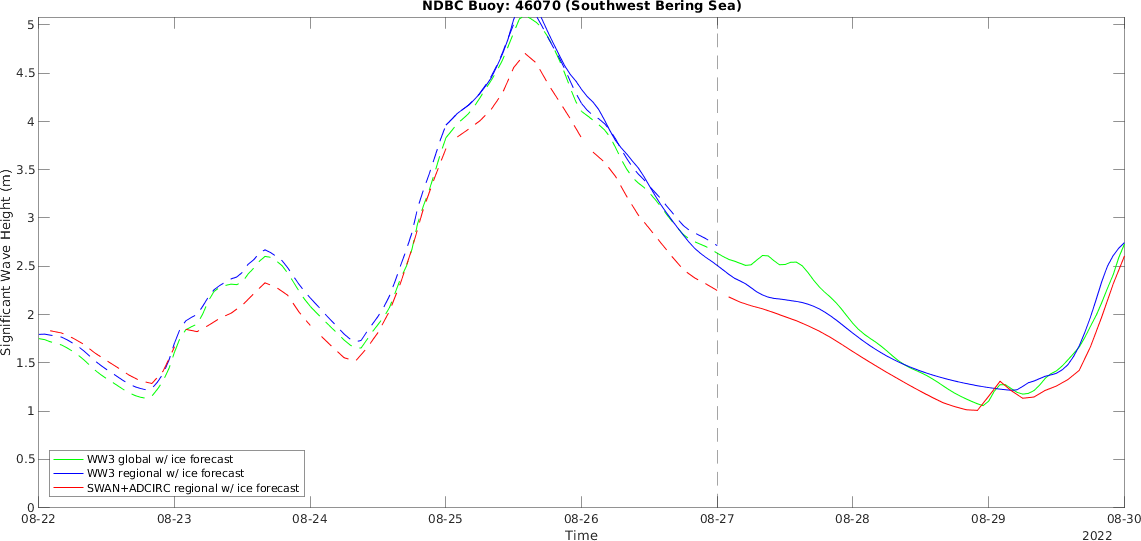 NDBC Buoy: 46070 (Southwest Bering Sea)
5
4.5
4
3.5
3
2.5
2
1.5
1
0.5
0
Significant Wave Height (m)
WW3 global w/ ice forecast
WW3 regional w/ ice forecast
SWAN+ADCIRC regional w/ ice forecast
08-22 08-23 08-24 08-25 08-26 08-27 08-28 08-29 08-30
Time
2022